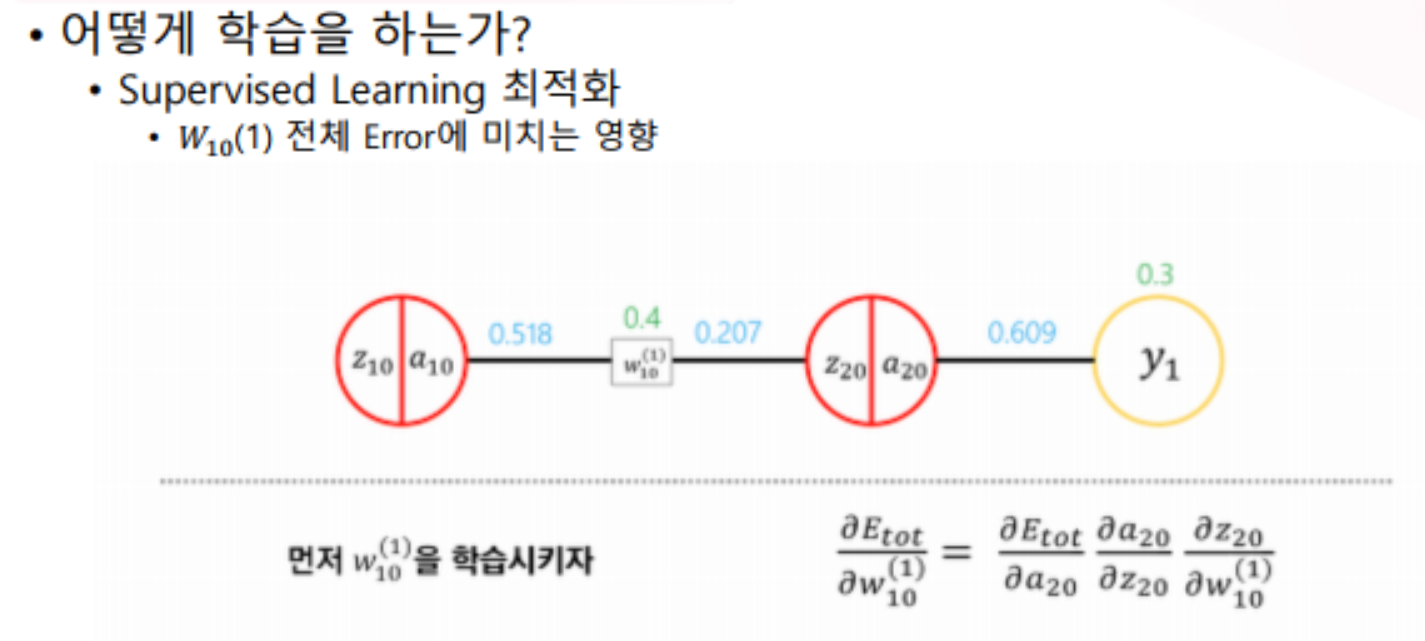 • 어떻게 학습을 하는가?
• Supervised Learning 최적화
• W₁₀(1) 전체 Error에 미치는 영향
0.3
0.518 0.4 0.207 0.609
z₁₀ a₁₀ w₁₀⁽¹⁾ z₂₀ a₂₀ y₁
먼저 w₁₀⁽¹⁾을 학습시키자
∂E_tot/∂w₁₀⁽¹⁾ = ∂E_tot/∂a₂₀ ∂a₂₀/∂z₂₀ ∂z₂₀/∂w₁₀⁽¹⁾